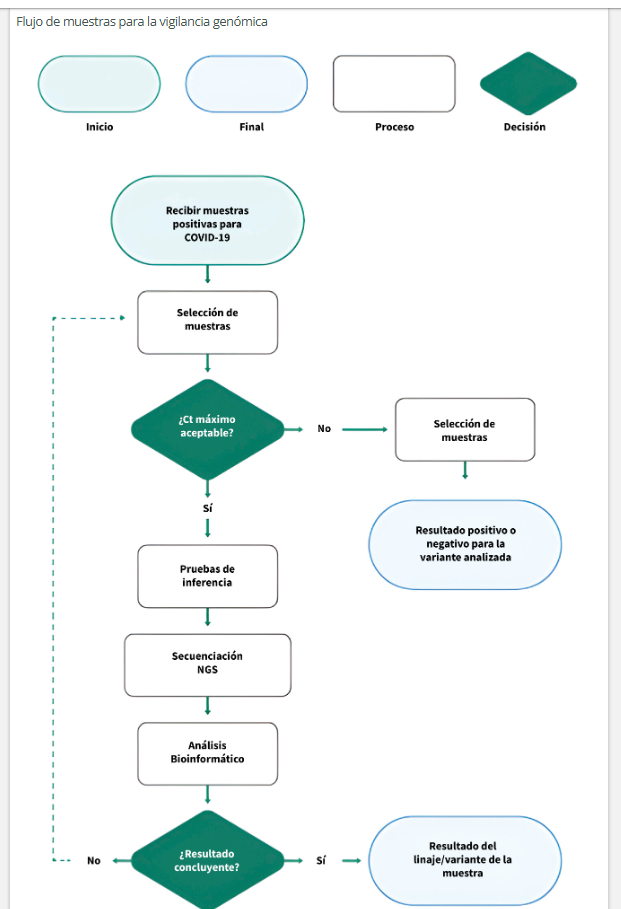 Flujo de muestras para la vigilancia genómica
Inicio
Final
Proceso
Decisión
Recibir muestras
positivas para
COVID-19
Selección de
muestras
¿Ct máximo
aceptable?
No
Selección de
muestras
Sí
Resultado positivo o
negativo para la
variante analizada
Pruebas de
inferencia
Secuenciación
NGS
Análisis
Bioinformático
No
¿Resultado
concluyente?
Sí
Resultado del
linaje/variante de la
muestra